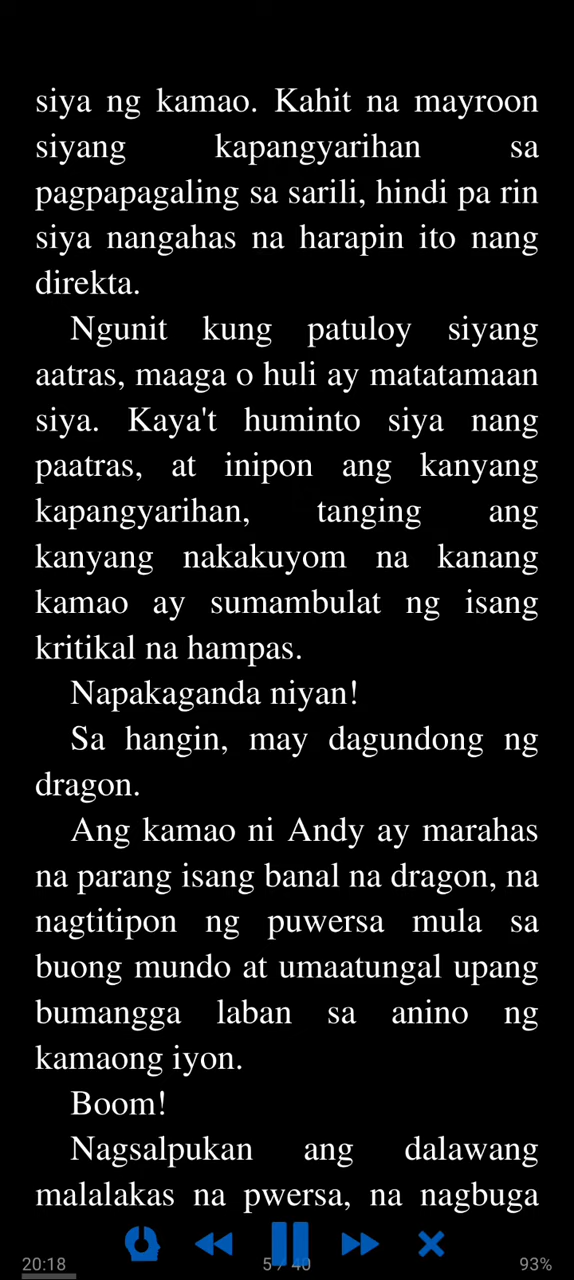 siya ng kamao. Kahit na mayroon
siyang kapangyarihan sa
pagpapagaling sa sarili, hindi pa rin
siya nangahas na harapin ito nang
direkta.
Ngunit kung patuloy siyang
aatras, maaga o huli ay matatamaan
siya. Kaya't huminto siya nang
paatras, at inipon ang kanyang
kapangyarihan, tanging ang
kanyang nakakuyom na kanang
kamao ay sumambulat ng isang
kritikal na hampas.
Napakaganda niyan!
Sa hangin, may dagundong ng
dragon.
Ang kamao ni Andy ay marahas
na parang isang banal na dragon, na
nagtitipon ng puwersa mula sa
buong mundo at umaatungal upang
bumangga laban sa anino ng
kamaong iyon.
Boom!
Nagsalpukan ang dalawang
malalakas na pwersa, na nagbuga
20:18 5 / 40 93%